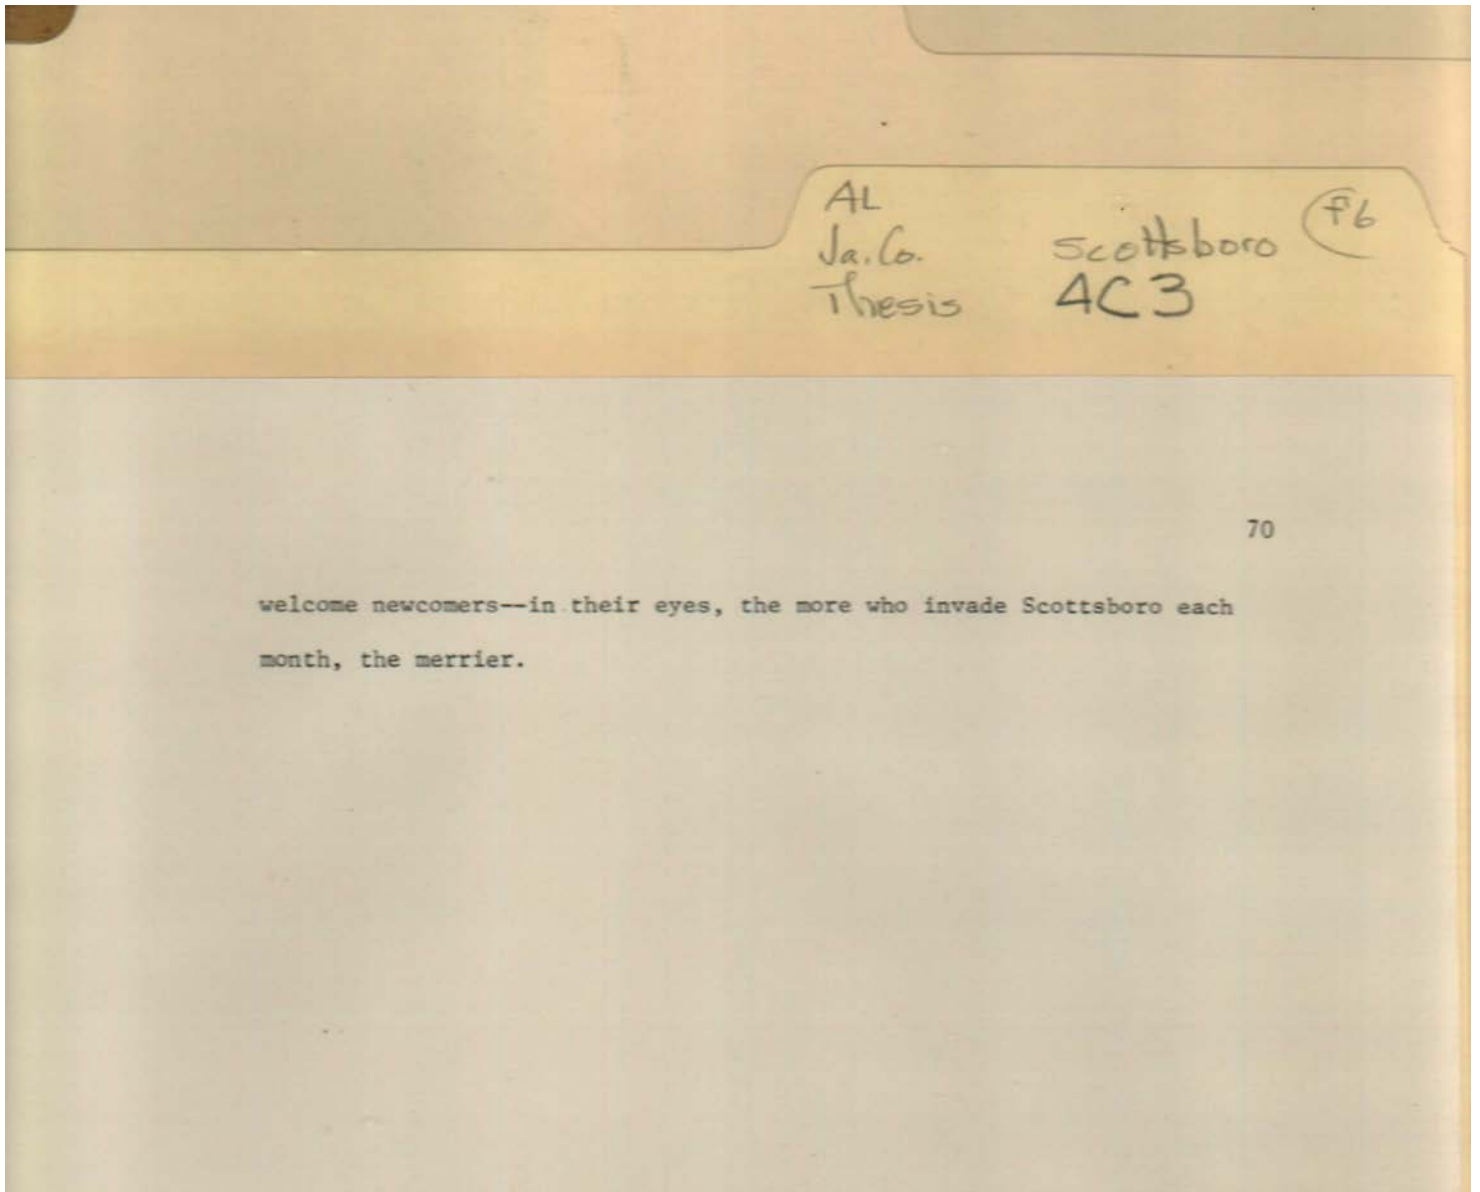 AL
Ja. Co. Scottsboro f6
Thesis 4C3
70
welcome newcomers--in their eyes, the more who invade Scottsboro each
month, the merrier.